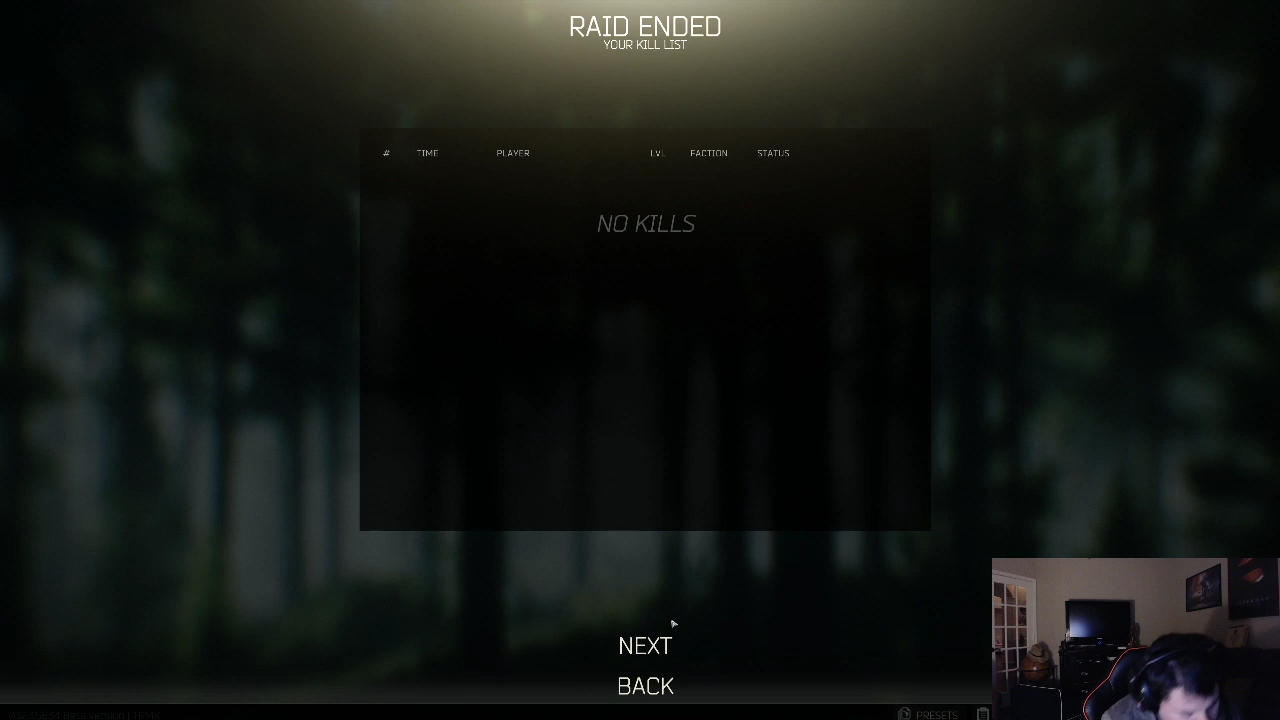 RAID ENDED
YOUR KILL LIST
# TIME PLAYER LVL FACTION STATUS
NO KILLS
NEXT
BACK
PRESETS